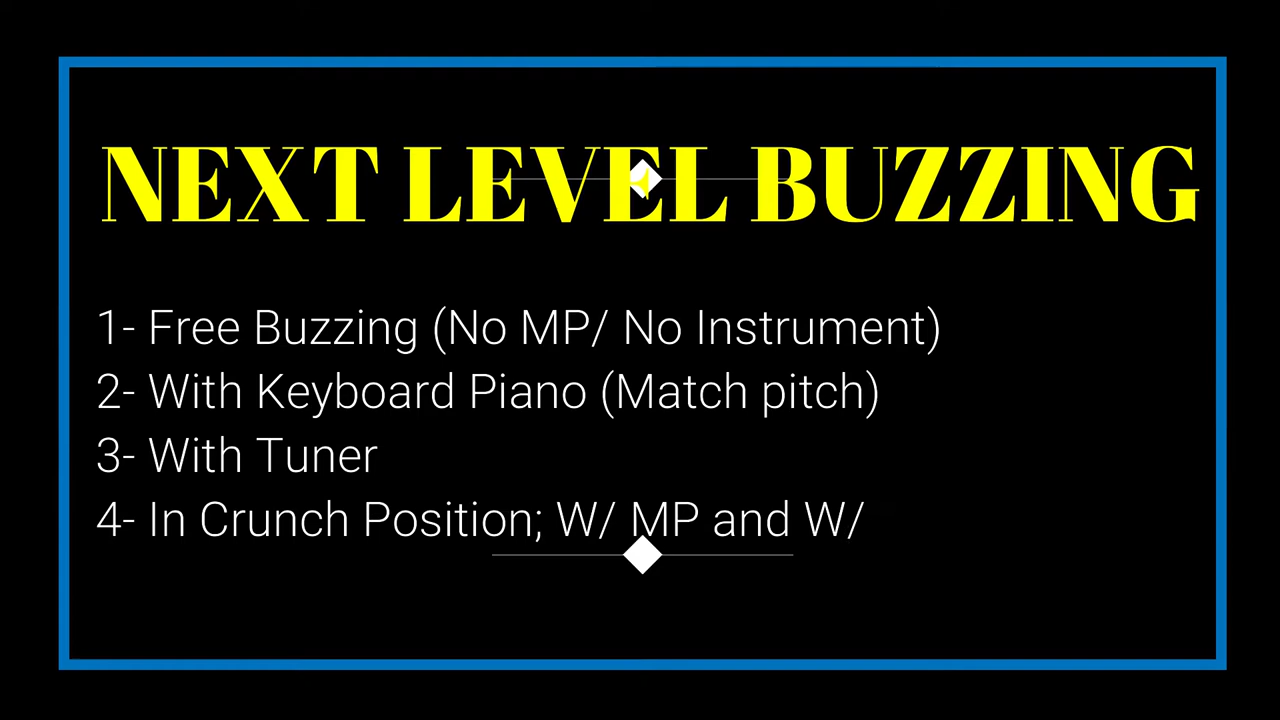 NEXT LEVEL BUZZING
1- Free Buzzing (No MP/ No Instrument)
2- With Keyboard Piano (Match pitch)
3- With Tuner
4- In Crunch Position; W/ MP and W/